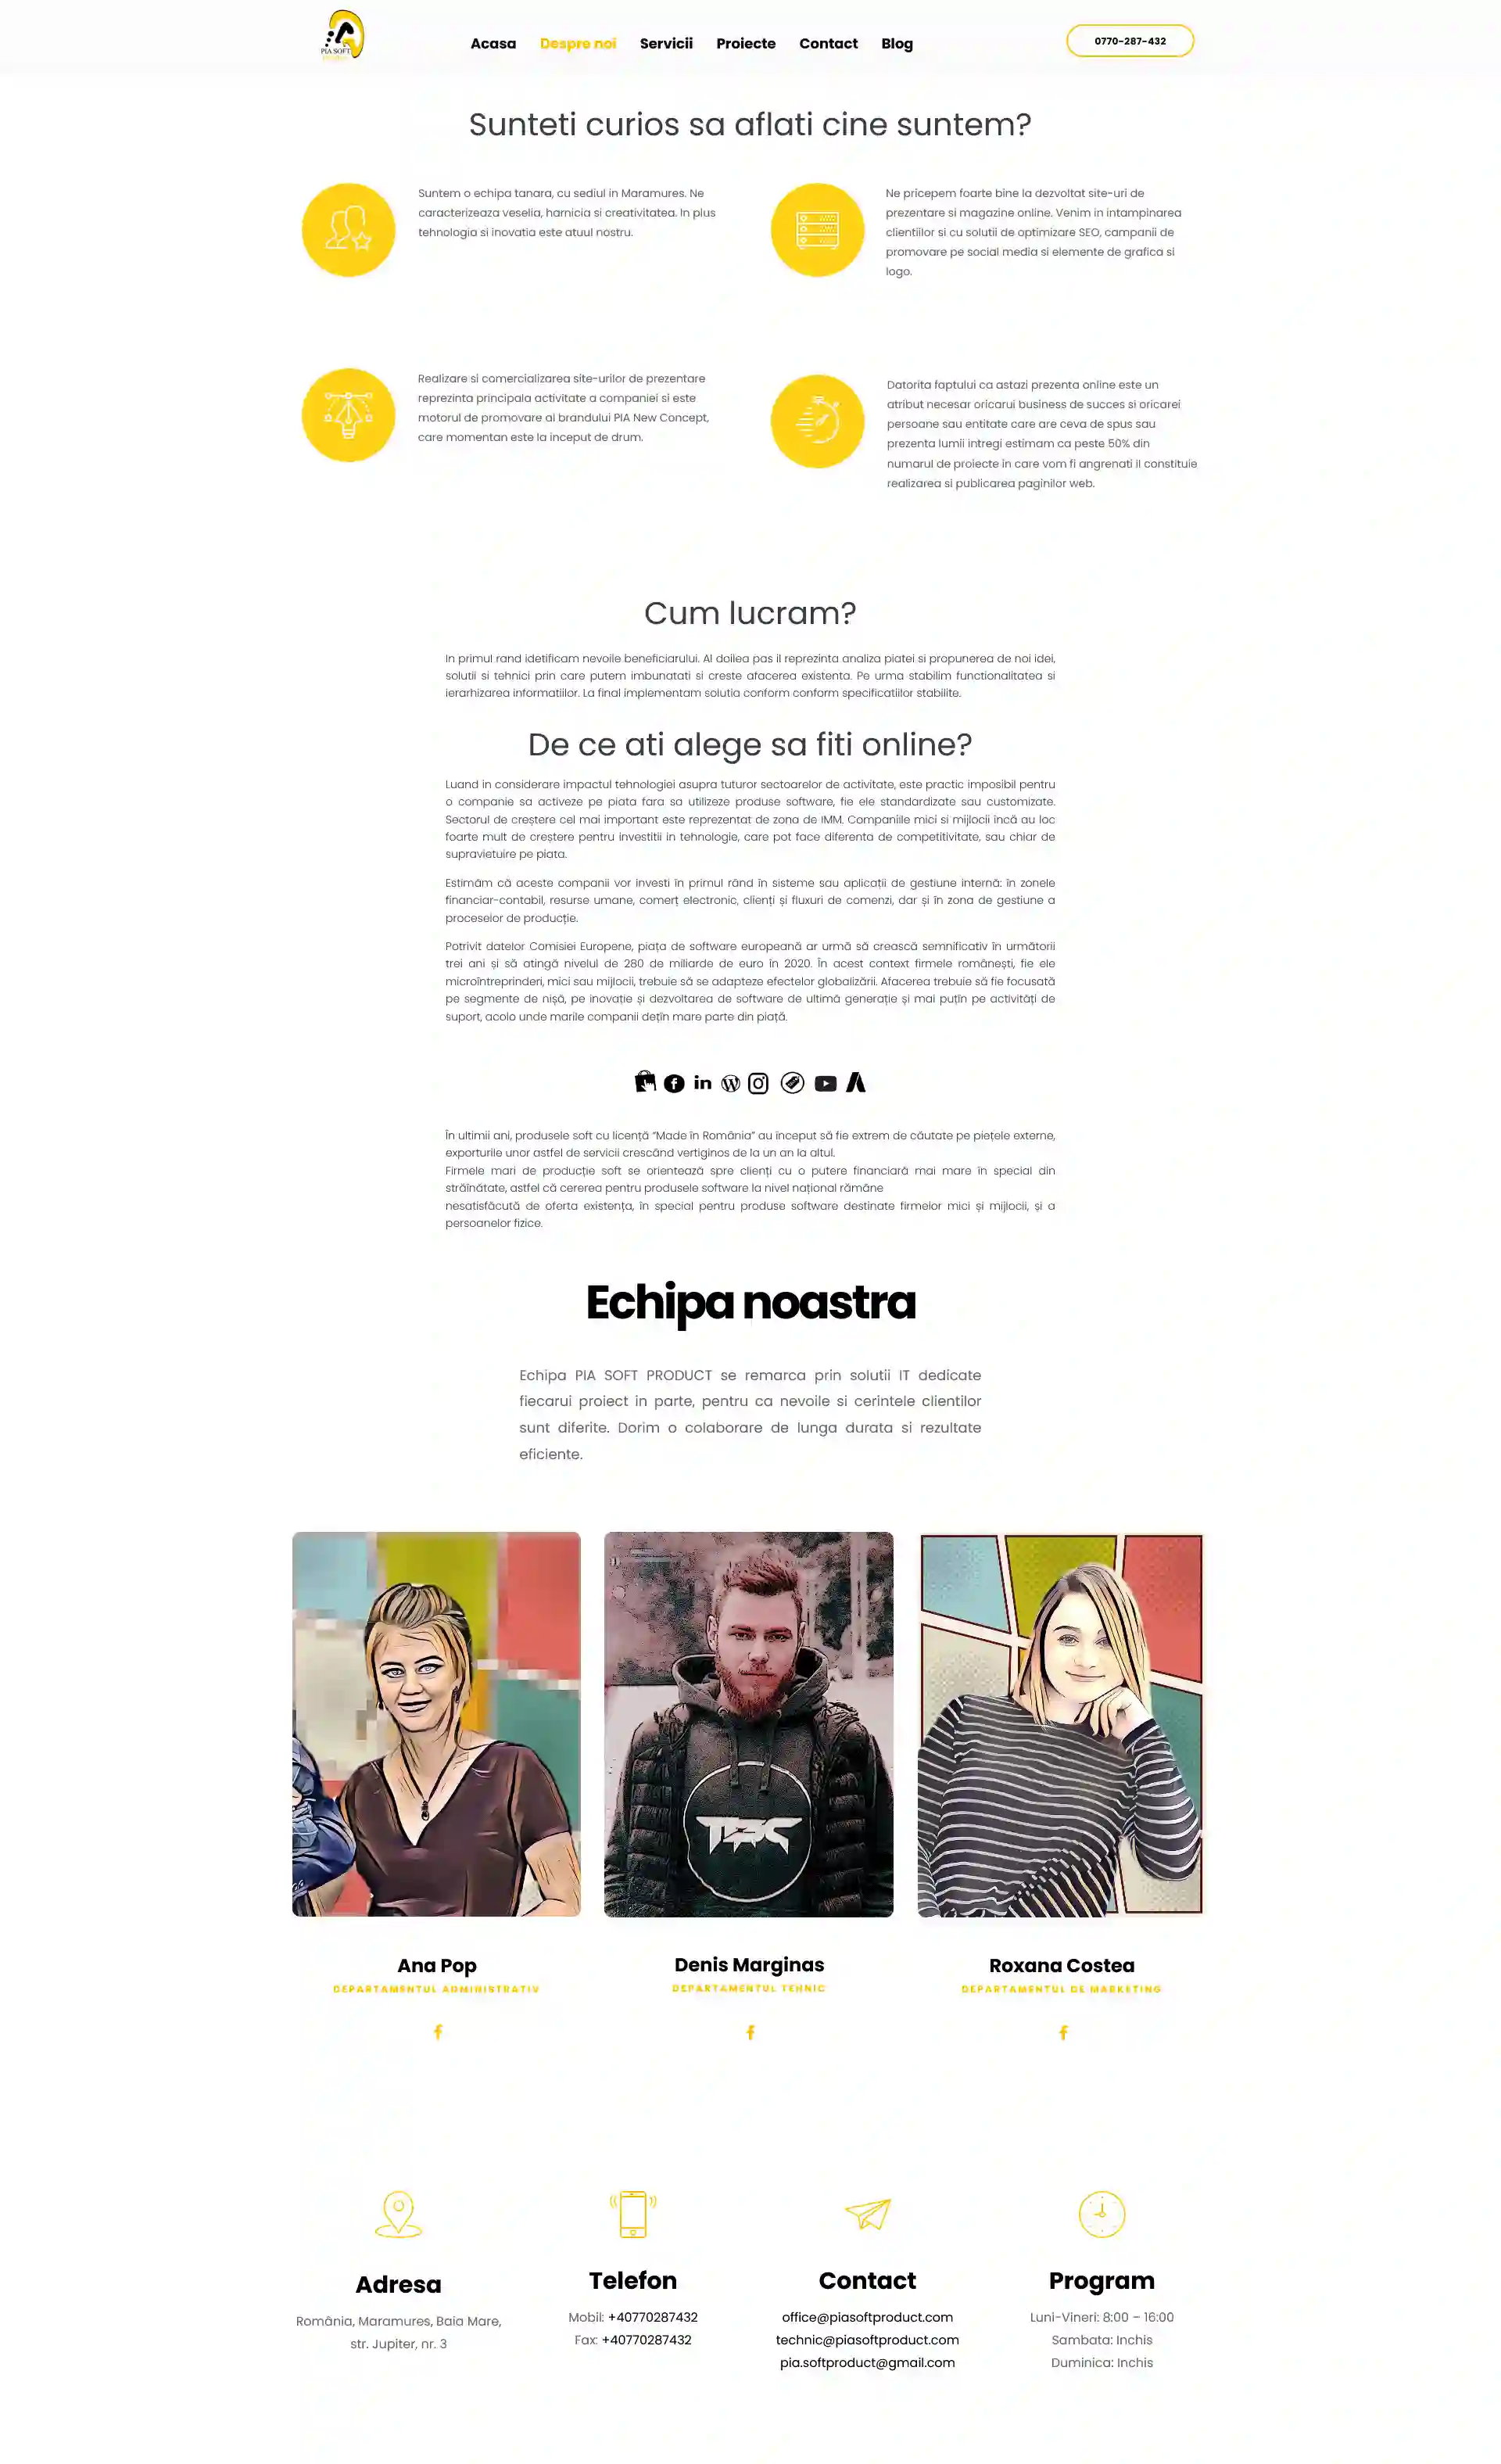 PIA SOFT
Acasa Despre noi Servicii Proiecte Contact Blog
0770-287-432
Sunteti curios sa aflati cine suntem?
Suntem o echipa tanara, cu sediul in Maramures. Ne
caracterizeaza veselia, harnicia si creativitatea. In plus
tehnologia si inovatia este atuul nostru.
Ne pricepem foarte bine la dezvoltat site-uri de
prezentare si magazine online. Venim in intampinarea
clientilor si cu solutii de optimizare SEO, campanii de
promovare pe social media si elemente de grafica si
logo.
Realizare si comercializarea site-urilor de prezentare
reprezinta principala activitate a companiei si este
motorul de promovare al brandului PIA New Concept,
care momentan este la inceput de drum.
Datorita faptului ca astazi prezenta online este un
atribut necesar oricarui business de succes si oricarei
persoane sau entitate care are ceva de spus sau
prezenta lumii intregi estimam ca peste 50% din
numarul de proiecte in care vom fi angrenati il constituie
realizarea si publicarea paginilor web.
Cum lucram?
In primul rand idetificam nevoile beneficiarului. Al doilea pas il reprezinta analiza piatei si propunerea de noi idei,
solutii si tehnici prin care putem imbunatati si creste afacerea existenta. Pe urma stabilim functionalitatea si
ierarhizarea informatiilor. La final implementam solutia conform conform specificatiilor stabilite.
De ce ati alege sa fiti online?
Luand in considerare impactul tehnologiei asupra tuturor sectoarelor de activitate, este practic imposibil pentru
o companie sa activeze pe piata fara sa utilizeze produse software, fie ele standardizate sau customizate.
Sectorul de creștere cel mai important este reprezentat de zona de IMM. Companiile mici si mijlocii încă au loc
foarte mult de creștere pentru investitii in tehnologie, care pot face diferenta de competitivitate, sau chiar de
supravietuire pe piata.
Estimăm că aceste companii vor investi în primul rând în sisteme sau aplicații de gestiune internă: în zonele
financiar-contabil, resurse umane, comerț electronic, clienți și fluxuri de comenzi, dar și în zona de gestiune a
proceselor de producție.
Potrivit datelor Comisiei Europene, piața de software europeană ar urmă să crească semnificativ în următorii
trei ani și să atingă nivelul de 280 de miliarde de euro în 2020. În acest context firmele românești, fie ele
microîntreprinderi, mici sau mijlocii, trebuie să se adapteze efectelor globalizării. Afacerea trebuie să fie focusată
pe segmente de nișă, pe inovație și dezvoltarea de software de ultimă generație și mai puțin pe activități de
suport, acolo unde marile companii dețin mare parte din piață.
În ultimii ani, produsele soft cu licență “Made în România” au inceput să fie extrem de căutate pe piețele externe,
exporturile unor astfel de servicii crescând vertiginos de la un an la altul.
Firmele mari de producție soft se orientează spre clienți cu o putere financiară mai mare în special din
străinătate, astfel că cererea pentru produsele software la nivel național rămâne
nesatisfăcută de oferta existența, în special pentru produse software destinate firmelor mici și mijlocii, și a
persoanelor fizice.
Echipa noastra
Echipa PIA SOFT PRODUCT se remarca prin solutii IT dedicate
fiecarui proiect in parte, pentru ca nevoile si cerintele clientilor
sunt diferite. Dorim o colaborare de lunga durata si rezultate
eficiente.
Ana Pop
DEPARTAMENTUL ADMINISTRATIV
Denis Marginas
DEPARTAMENTUL TEHNIC
Roxana Costea
DEPARTAMENTUL DE MARKETING
Adresa
România, Maramures, Baia Mare,
str. Jupiter, nr. 3
Telefon
Mobil: +40770287432
Fax: +40770287432
Contact
office@piasoftproduct.com
technic@piasoftproduct.com
pia.softproduct@gmail.com
Program
Luni-Vineri: 8:00 – 16:00
Sambata: Inchis
Duminica: Inchis